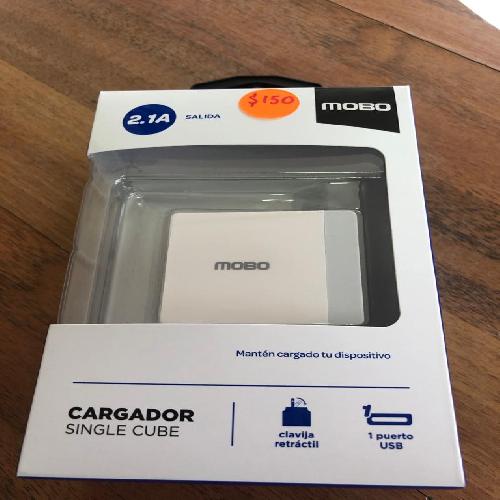 2.1A SALIDA
$150
MOBO
MOBO
Mantén cargado tu dispositivo
CARGADOR
SINGLE CUBE
clavija
retráctil
1 puerto
USB